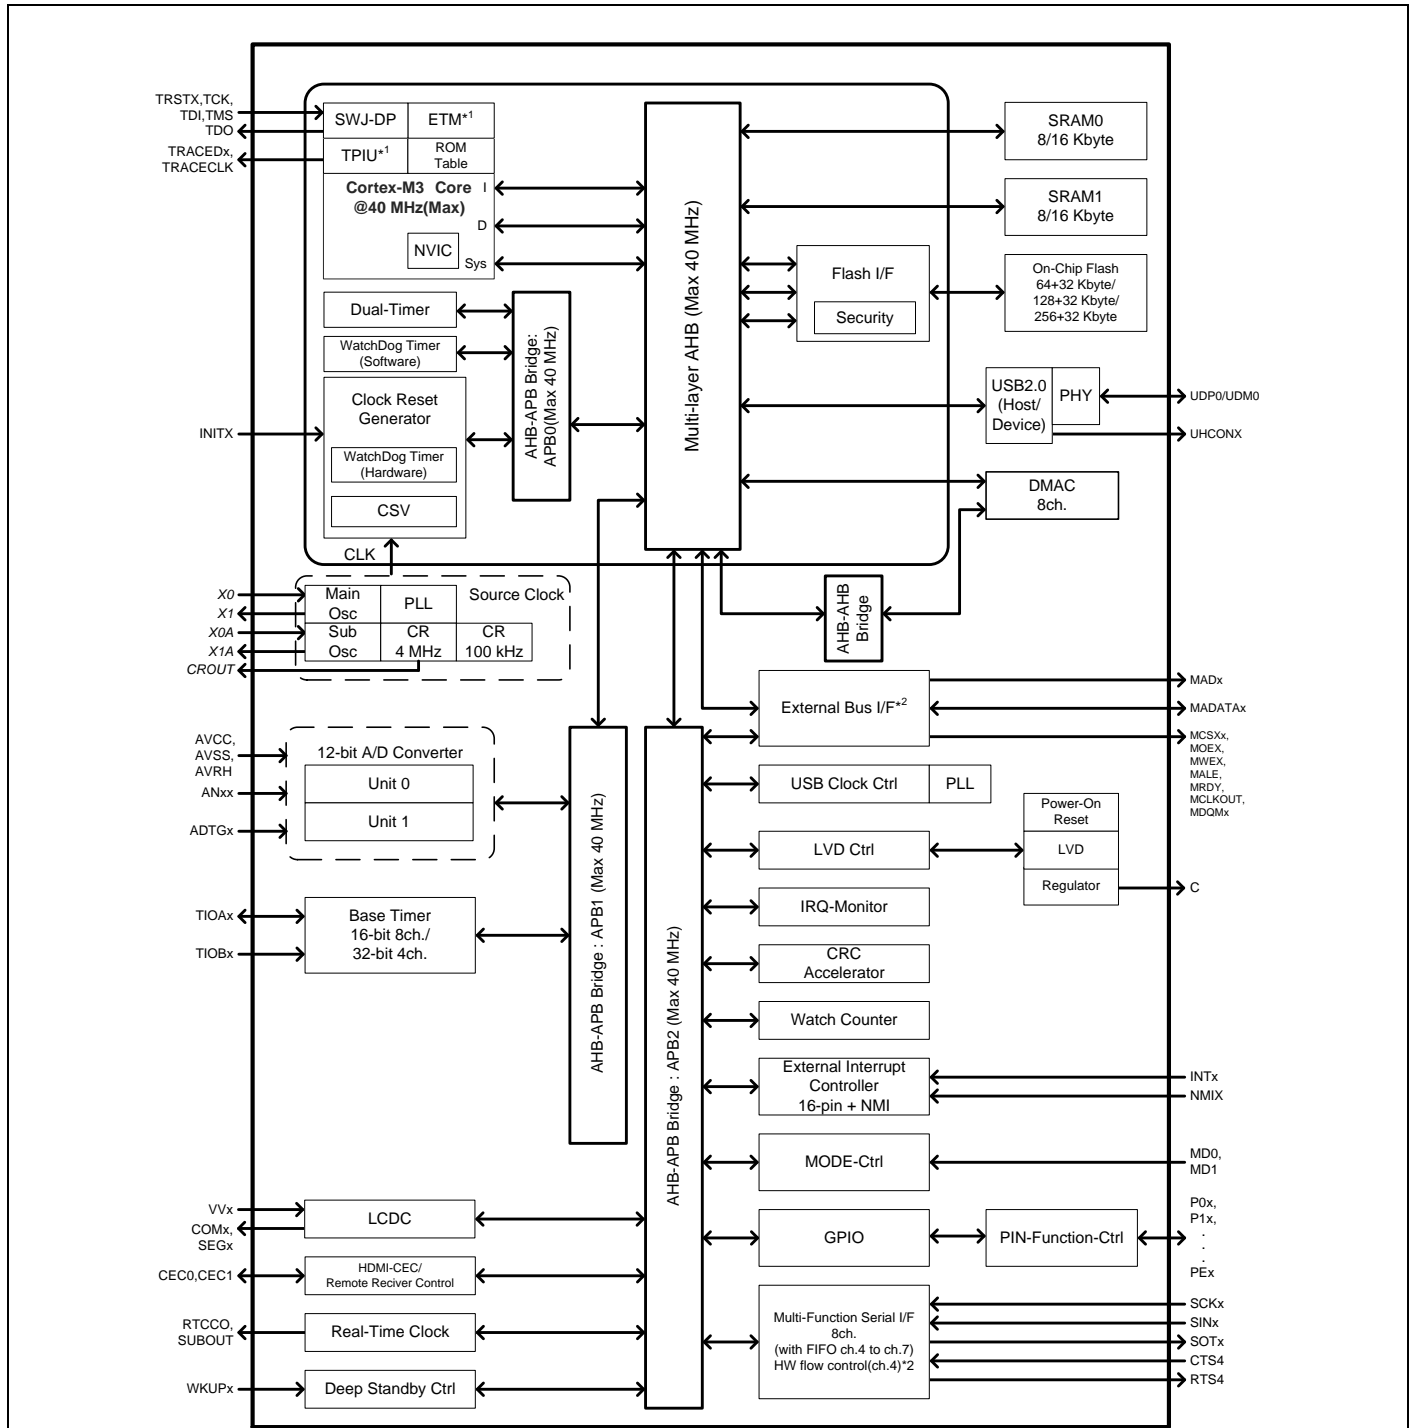 TRSTX,TCK,
TDI,TMS
TDO
TRACEDx,
TRACECLK
SWJ-DP
ETM*1
TPIU*1
ROM
Table
Cortex-M3 Core
@40 MHz(Max)
I
D
Sys
NVIC
Dual-Timer
WatchDog Timer
(Software)
Clock Reset
Generator
WatchDog Timer
(Hardware)
CSV
INITX
CLK
AHB-APB Bridge:
APB0(Max 40 MHz)
Multi-layer AHB (Max 40 MHz)
SRAM0
8/16 Kbyte
SRAM1
8/16 Kbyte
Flash I/F
Security
On-Chip Flash
64+32 Kbyte/
128+32 Kbyte/
256+32 Kbyte
USB2.0
(Host/
Device)
PHY
UDP0/UDM0
UHCONX
DMAC
8ch.
AHB-AHB
Bridge
X0
X1
X0A
X1A
CROUT
Main
Osc
PLL
Source Clock
Sub
Osc
CR
4 MHz
CR
100 kHz
AVCC,
AVSS,
AVRH
ANxx
ADTGx
12-bit A/D Converter
Unit 0
Unit 1
TIOAx
TIOBx
Base Timer
16-bit 8ch./
32-bit 4ch.
AHB-APB Bridge : APB1 (Max 40 MHz)
AHB-APB Bridge : APB2 (Max 40 MHz)
External Bus I/F*2
MADx
MADATAx
MCSXx,
MOEX,
MWEX,
MALE,
MRDY,
MCLKOUT,
MDQMx
USB Clock Ctrl
PLL
LVD Ctrl
Power-On
Reset
LVD
Regulator
C
IRQ-Monitor
CRC
Accelerator
Watch Counter
External Interrupt
Controller
16-pin + NMI
INTx
NMIX
MODE-Ctrl
MD0,
MD1
GPIO
PIN-Function-Ctrl
P0x,
P1x,
.
.
.
PEx
Multi-Function Serial I/F
8ch.
(with FIFO ch.4 to ch.7)
HW flow control(ch.4)*2
SCKx
SINx
SOTx
CTS4
RTS4
VVx
COMx,
SEGx
LCDC
CEC0,CEC1
HDMI-CEC/
Remote Reciver Control
RTCCO,
SUBOUT
Real-Time Clock
WKUPx
Deep Standby Ctrl